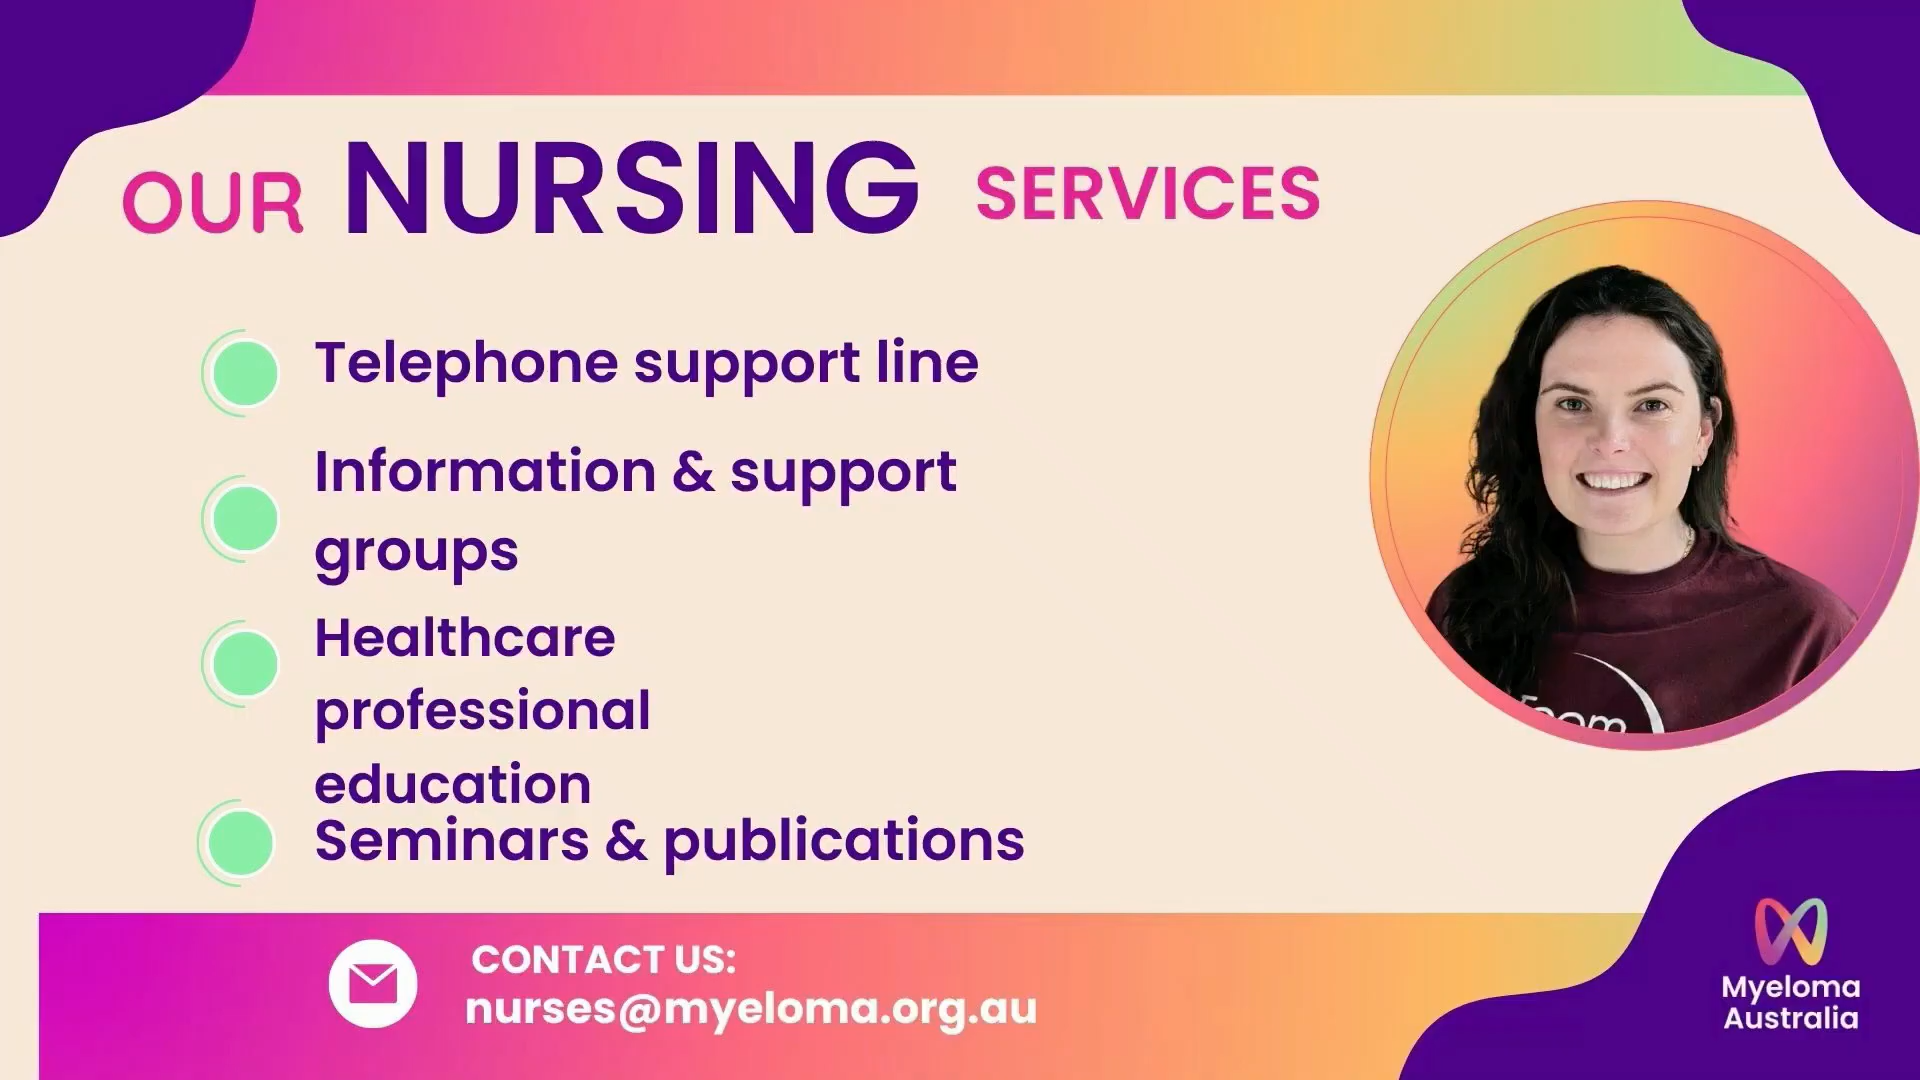 OUR NURSING SERVICES
Telephone support line
Information & support
groups
Healthcare
professional
education
Seminars & publications
CONTACT US:
nurses@myeloma.org.au
Myeloma
Australia